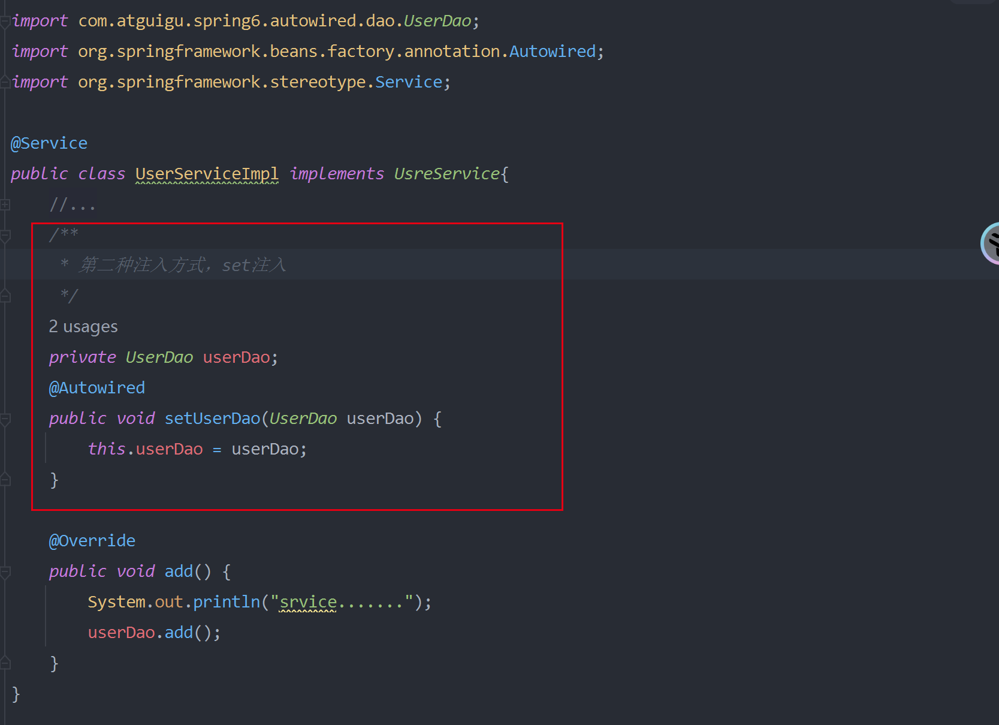 import com.atguigu.spring6.autowired.dao.UserDao;
import org.springframework.beans.factory.annotation.Autowired;
import org.springframework.stereotype.Service;
@Service
public class UserServiceImpl implements UsreService{
//...
/**
* 第二种注入方式，set注入
*/
2 usages
private UserDao userDao;
@Autowired
public void setUserDao(UserDao userDao) {
this.userDao = userDao;
}
@Override
public void add() {
System.out.println("srvice.......");
userDao.add();
}
}